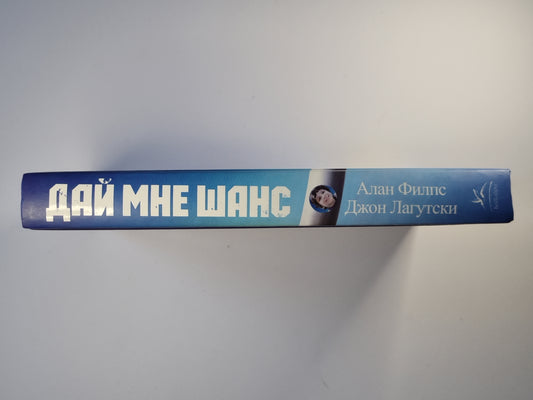 ДАЙ МНЕ ШАНС
Алан Филпс
Джон Лагутски